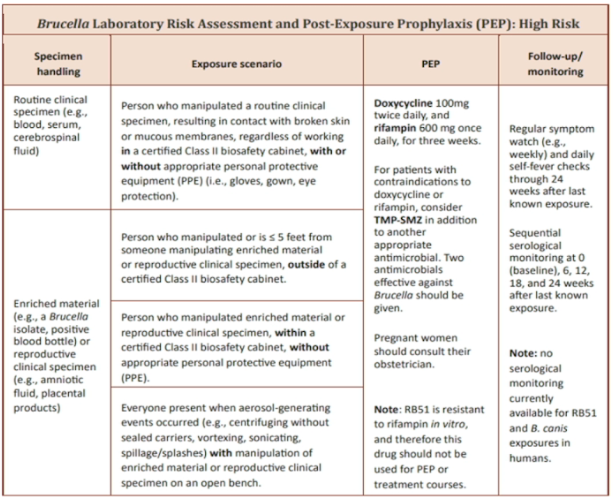 Brucella Laboratory Risk Assessment and Post-Exposure Prophylaxis (PEP): High Risk
Specimen
handling
Exposure scenario
PEP
Follow-up/
monitoring
Routine clinical
specimen (e.g.,
blood, serum,
cerebrospinal
fluid)
Person who manipulated a routine clinical
specimen, resulting in contact with broken skin
or mucous membranes, regardless of working
in a certified Class II biosafety cabinet, with or
without appropriate personal protective
equipment (PPE) (i.e., gloves, gown, eye
protection).
Enriched material
(e.g., a Brucella
isolate, positive
blood bottle) or
reproductive
clinical specimen
(e.g., amniotic
fluid, placental
products)
Person who manipulated or is ≤ 5 feet from
someone manipulating enriched material
or reproductive clinical specimen, outside of a
certified Class II biosafety cabinet.
Person who manipulated enriched material or
reproductive clinical specimen, within a
certified Class II biosafety cabinet, without
appropriate personal protective equipment
(PPE).
Everyone present when aerosol-generating
events occurred (e.g., centrifuging without
sealed carriers, vortexing, sonicating,
spillage/splashes) with manipulation of
enriched material or reproductive clinical
specimen on an open bench.
Doxycycline 100mg
twice daily, and
rifampin 600 mg once
daily, for three weeks.
For patients with
contraindications to
doxycycline or
rifampin, consider
TMP-SMZ in addition
to another
appropriate
antimicrobial. Two
antimicrobials
effective against
Brucella should be
given.
Pregnant women
should consult their
obstetrician.
Note: RB51 is resistant
to rifampin in vitro,
and therefore this
drug should not be
used for PEP or
treatment courses.
Regular symptom
watch (e.g.,
weekly) and daily
self-fever checks
through 24
weeks after last
known exposure.
Sequential
serological
monitoring at 0
(baseline), 6, 12,
18, and 24 weeks
after last known
exposure.
Note: no
serological
monitoring
currently
available for RB51
and B. canis
exposures in
humans.